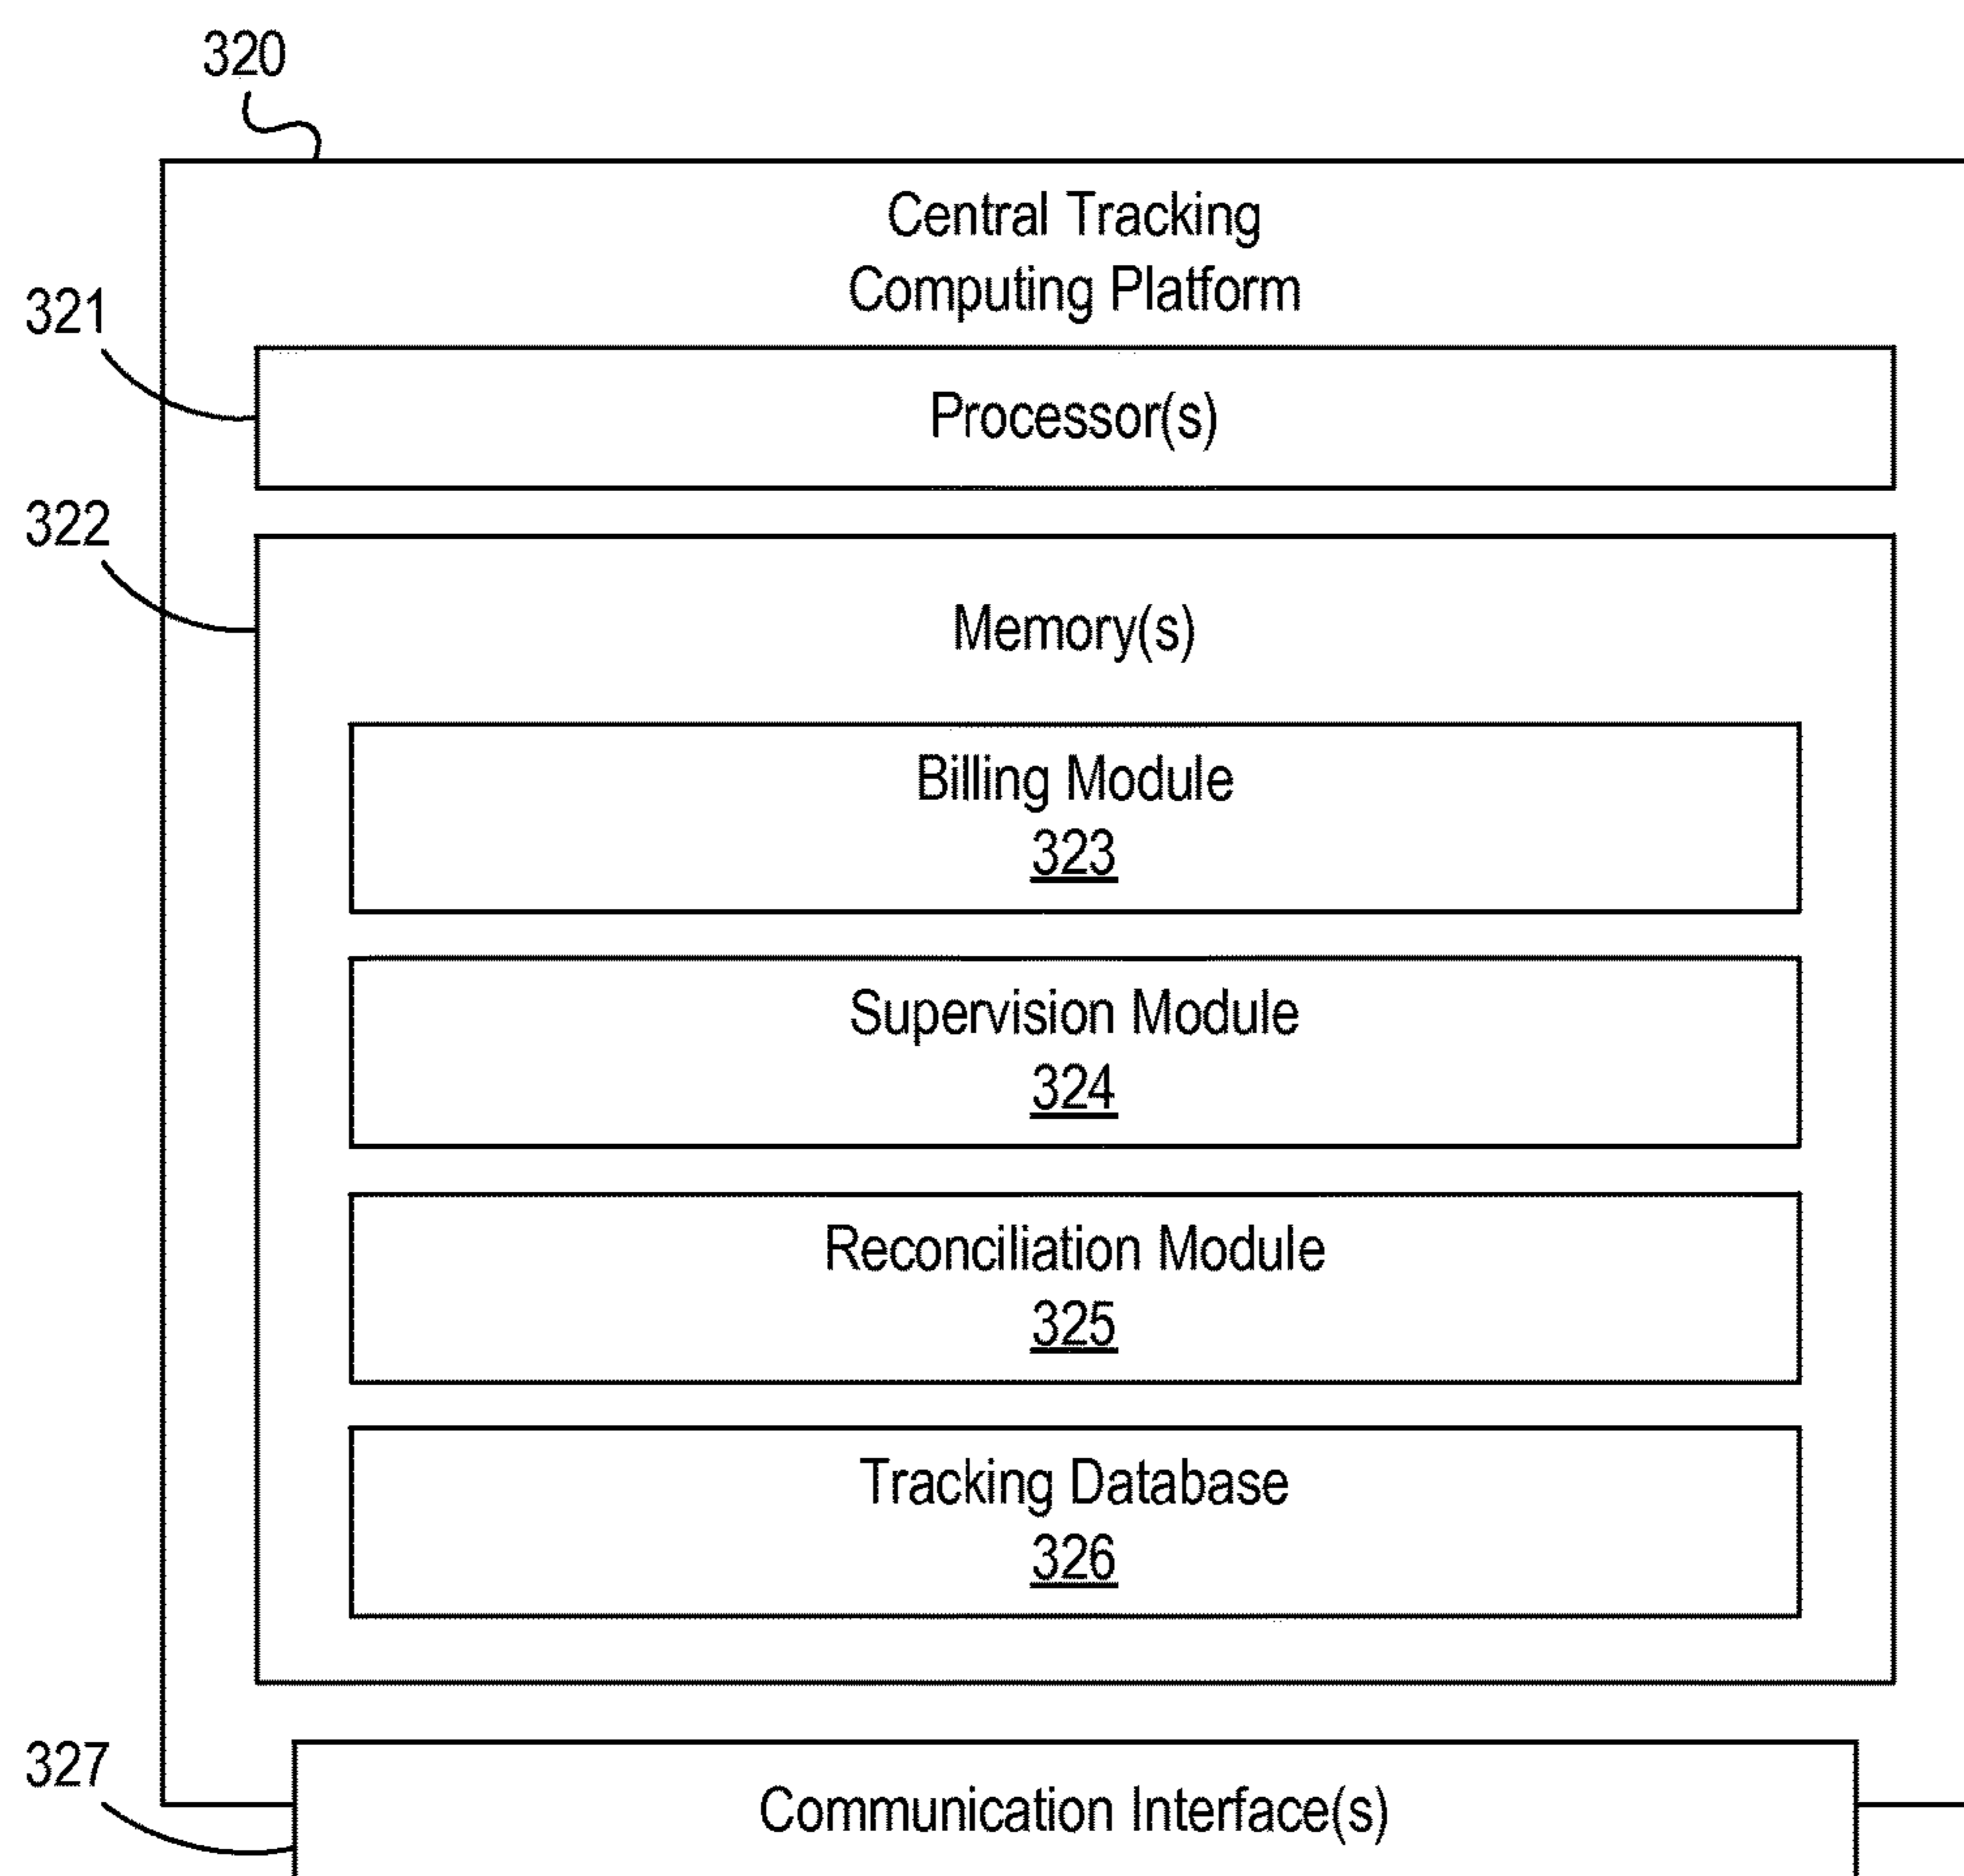 320
Central Tracking
Computing Platform
321
Processor(s)
322
Memory(s)
Billing Module
323
Supervision Module
324
Reconciliation Module
325
Tracking Database
326
327
Communication Interface(s)